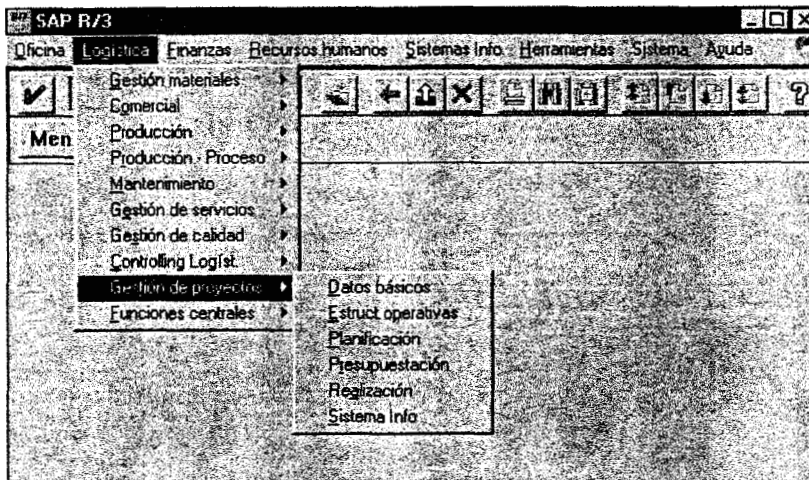 SAP R/3
Oficina Logística Finanzas Recursos humanos Sistemas Info. Herramientas Sistema Ayuda
Gestión materiales
Comercial
Men
Producción
Producción - Proceso
Mantenimiento
Gestión de servicios
Gestión de calidad
Controlling Logíst.
Gestión de proyectos
Datos básicos
Funciones centrales
Estruct operativas
Planificación
Presupuestación
Realización
Sistema Info